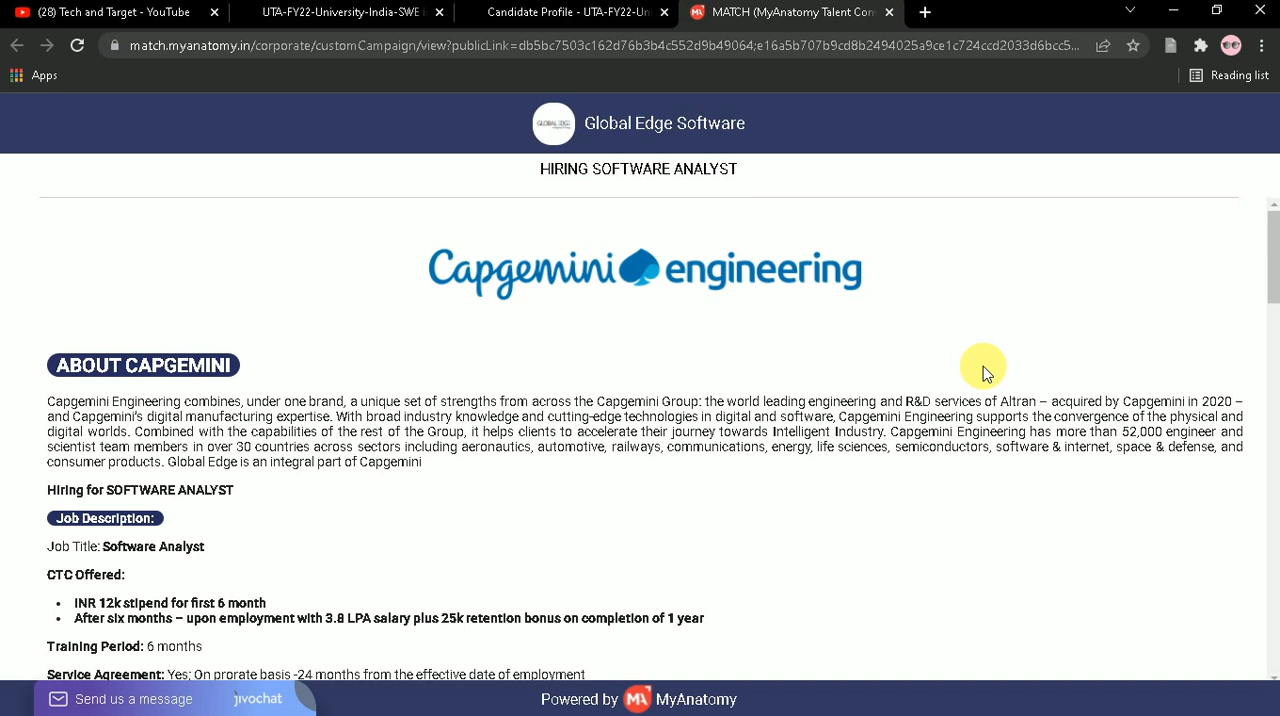 (28) Tech and Target - YouTube
UTA-FY22-University-India-SWE i
Candidate Profile - UTA-FY22-Un
MATCH (MyAnatomy Talent Con
match.myanatomy.in/corporate/customCampaign/view?publicLink=db5bc7503c162d76b3b4c552d9b49064;e16a5b707b9cd8b2494025a9ce1c724ccd2033d6bcc5...
Apps
Reading list
GLOBAL EDGE
Global Edge Software
HIRING SOFTWARE ANALYST
Capgemini engineering
ABOUT CAPGEMINI
Capgemini Engineering combines, under one brand, a unique set of strengths from across the Capgemini Group: the world leading engineering and R&D services of Altran – acquired by Capgemini in 2020 –
and Capgemini's digital manufacturing expertise. With broad industry knowledge and cutting-edge technologies in digital and software, Capgemini Engineering supports the convergence of the physical and
digital worlds. Combined with the capabilities of the rest of the Group, it helps clients to accelerate their journey towards Intelligent Industry. Capgemini Engineering has more than 52,000 engineer and
scientist team members in over 30 countries across sectors including aeronautics, automotive, railways, communications, energy, life sciences, semiconductors, software & internet, space & defense, and
consumer products. Global Edge is an integral part of Capgemini
Hiring for SOFTWARE ANALYST
Job Description:
Job Title: Software Analyst
CTC Offered:
• INR 12k stipend for first 6 month
• After six months – upon employment with 3.8 LPA salary plus 25k retention bonus on completion of 1 year
Training Period: 6 months
Service Agreement: Yes; On prorate basis -24 months from the effective date of employment
Send us a message jivochat
Powered by MA MyAnatomy